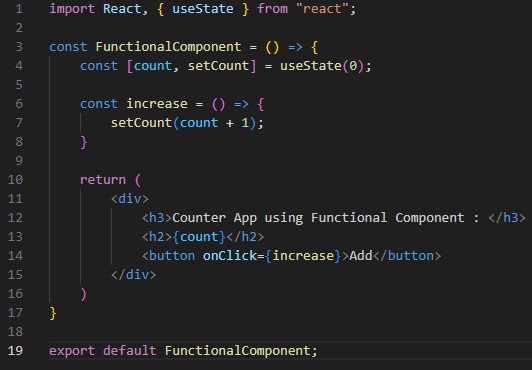 1 import React, { useState } from "react";
2
3 const FunctionalComponent = () => {
4     const [count, setCount] = useState(0);
5
6     const increase = () => {
7         setCount(count + 1);
8     }
9
10     return (
11         <div>
12             <h3>Counter App using Functional Component : </h3>
13             <h2>{count}</h2>
14             <button onClick={increase}>Add</button>
15         </div>
16     )
17 }
18
19 export default FunctionalComponent;